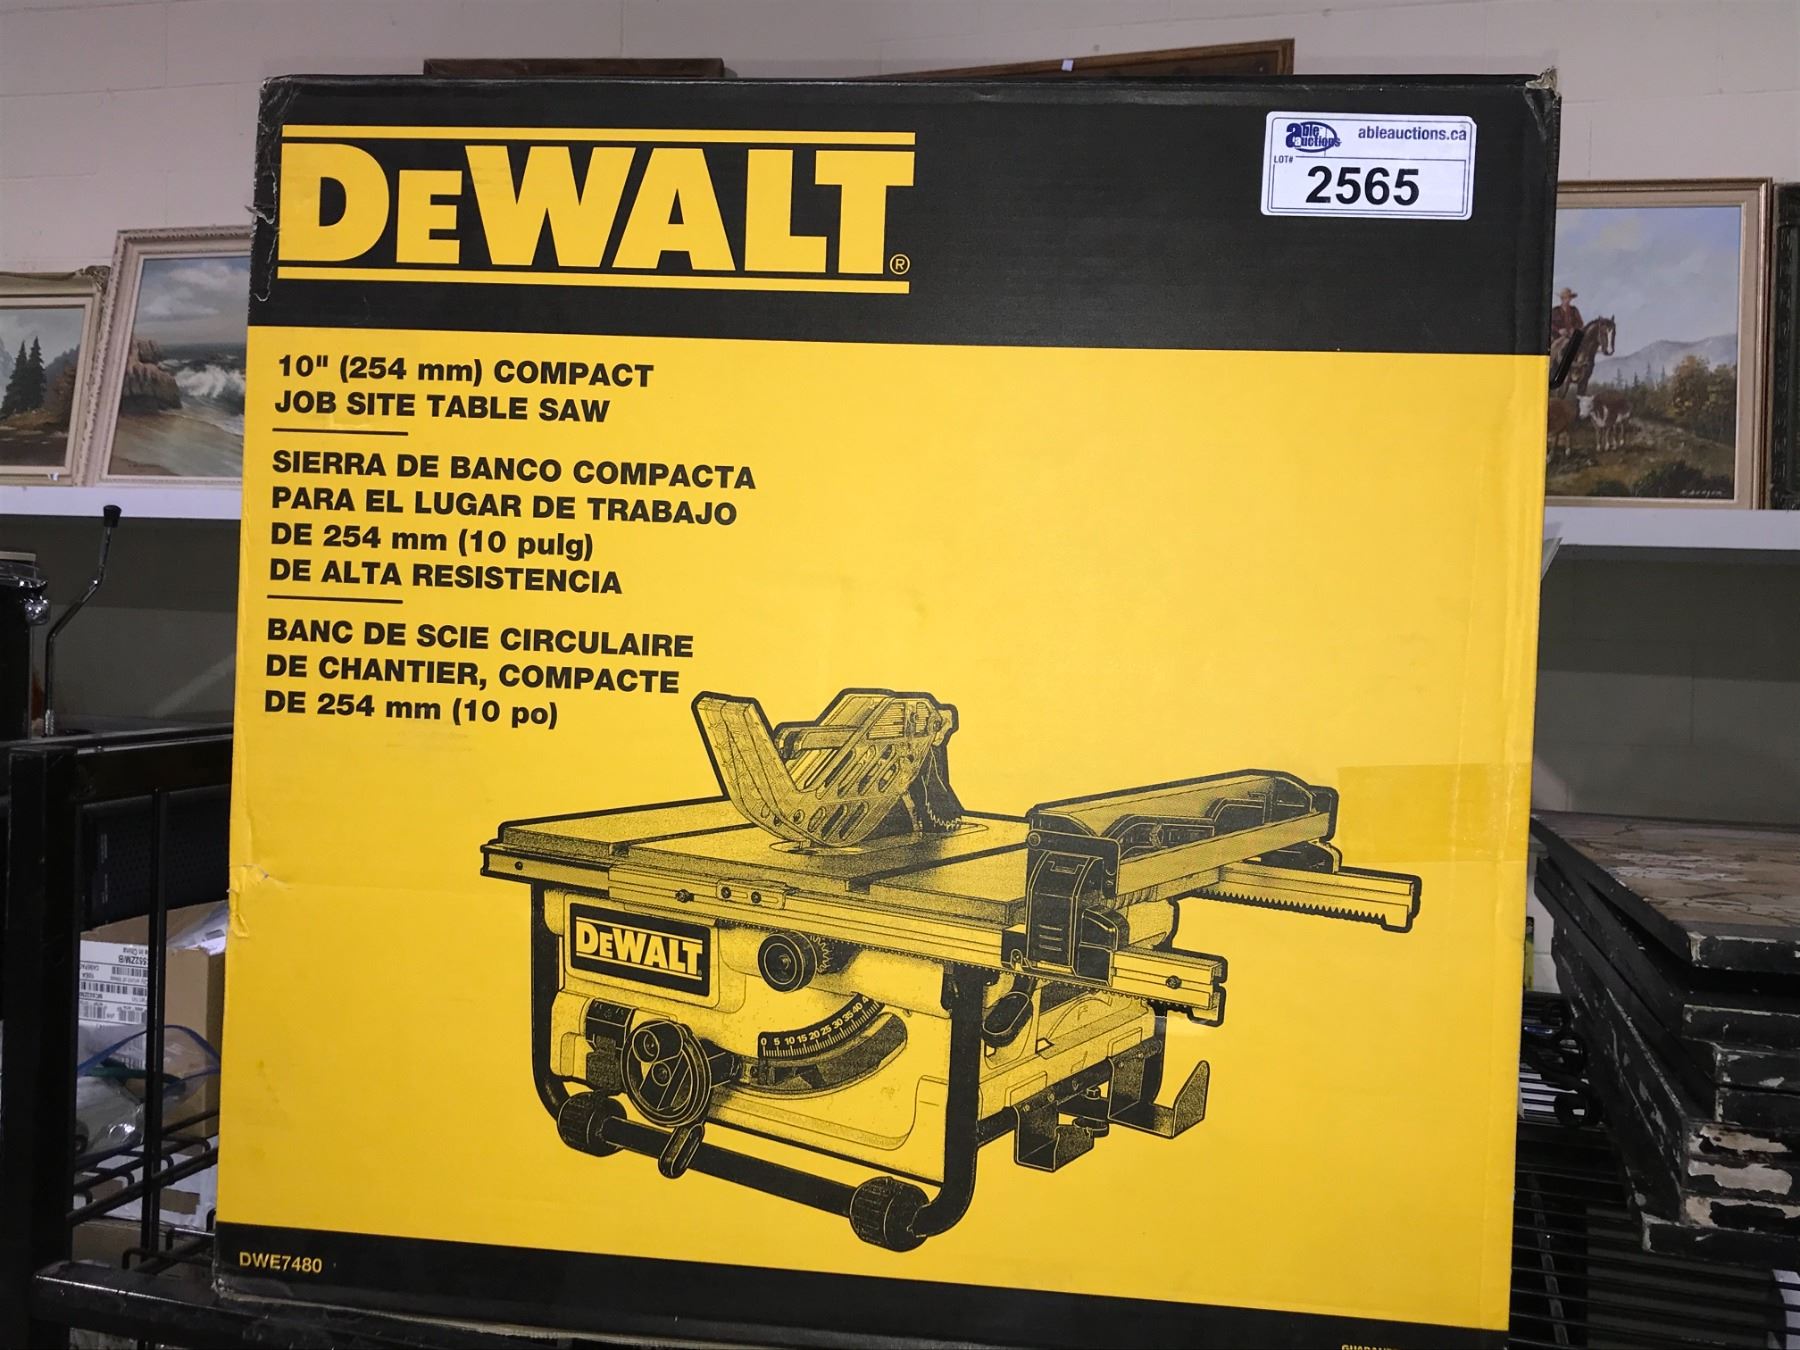 DEWALT®
able auctions ableauctions.ca
LOT#
2565
10" (254 mm) COMPACT
JOB SITE TABLE SAW
SIERRA DE BANCO COMPACTA
PARA EL LUGAR DE TRABAJO
DE 254 mm (10 pulg)
DE ALTA RESISTENCIA
BANC DE SCIE CIRCULAIRE
DE CHANTIER, COMPACTE
DE 254 mm (10 po)
DEWALT
0 5 10 15 20 25 30 35 40 4
DWE7480